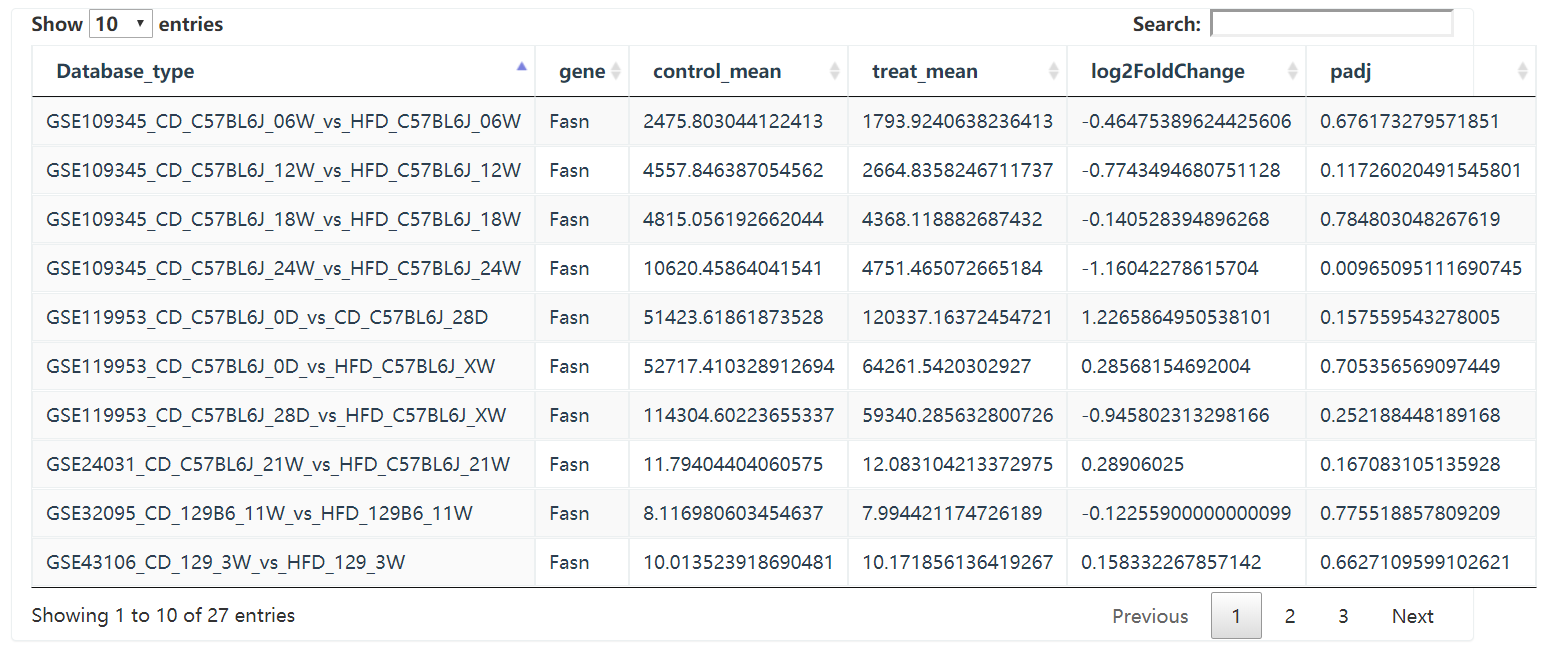 Show 10 entries Search:
Database_type gene control_mean treat_mean log2FoldChange padj
GSE109345_CD_C57BL6J_06W_vs_HFD_C57BL6J_06W Fasn 2475.803044122413 1793.9240638236413 -0.46475389624425606 0.676173279571851
GSE109345_CD_C57BL6J_12W_vs_HFD_C57BL6J_12W Fasn 4557.846387054562 2664.8358246711737 -0.7743494680751128 0.11726020491545801
GSE109345_CD_C57BL6J_18W_vs_HFD_C57BL6J_18W Fasn 4815.056192662044 4368.118882687432 -0.140528394896268 0.784803048267619
GSE109345_CD_C57BL6J_24W_vs_HFD_C57BL6J_24W Fasn 10620.45864041541 4751.465072665184 -1.16042278615704 0.00965095111690745
GSE119953_CD_C57BL6J_0D_vs_CD_C57BL6J_28D Fasn 51423.61861873528 120337.16372454721 1.2265864950538101 0.157559543278005
GSE119953_CD_C57BL6J_0D_vs_HFD_C57BL6J_XW Fasn 52717.410328912694 64261.5420302927 0.28568154692004 0.705356569097449
GSE119953_CD_C57BL6J_28D_vs_HFD_C57BL6J_XW Fasn 114304.60223655337 59340.285632800726 -0.945802313298166 0.252188448189168
GSE24031_CD_C57BL6J_21W_vs_HFD_C57BL6J_21W Fasn 11.79404404060575 12.083104213372975 0.28906025 0.167083105135928
GSE32095_CD_129B6_11W_vs_HFD_129B6_11W Fasn 8.116980603454637 7.994421174726189 -0.12255900000000099 0.775518857809209
GSE43106_CD_129_3W_vs_HFD_129_3W Fasn 10.013523918690481 10.171856136419267 0.158332267857142 0.6627109599102621
Showing 1 to 10 of 27 entries Previous 1 2 3 Next